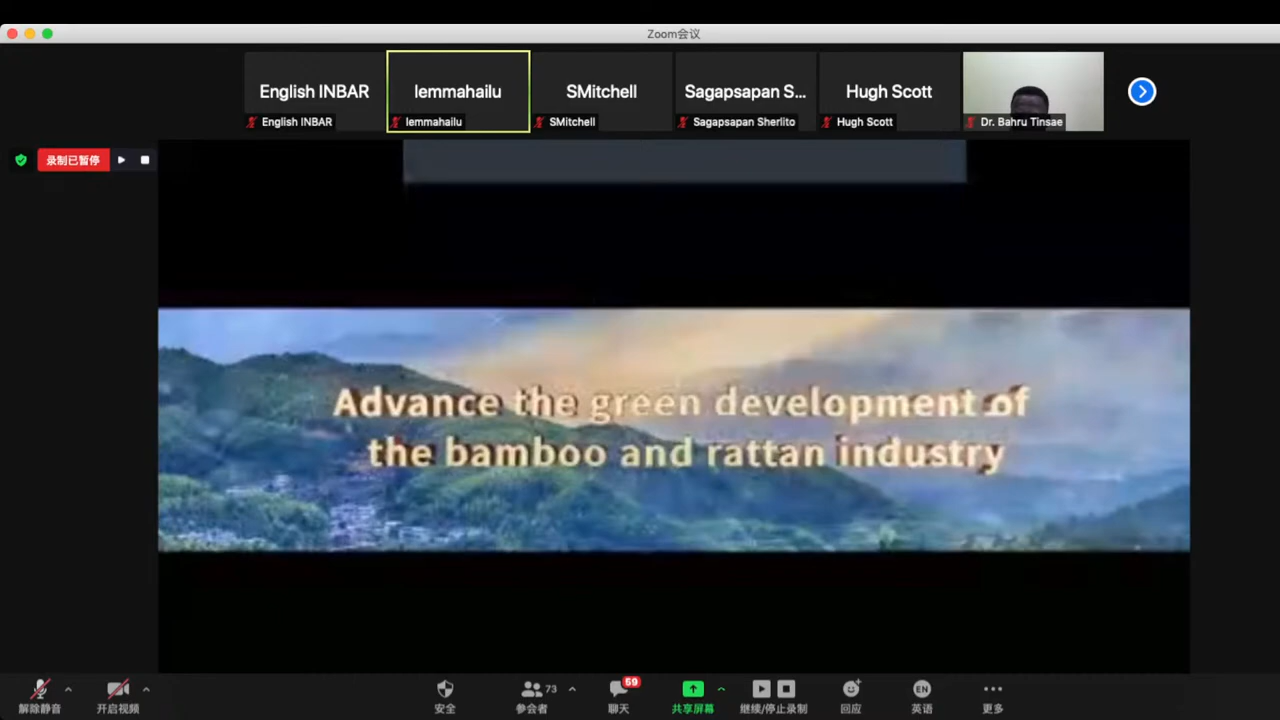 Zoom会议
English INBAR
lemmahailu
SMitchell
Sagapsapan S...
Hugh Scott
English INBAR
lemmahailu
SMitchell
Sagapsapan Sherlito
Hugh Scott
Dr. Bahru Tinsae
录制已暂停
Advance the green development of
the bamboo and rattan industry
73
59
EN
解除静音
开启视频
安全
参会者
聊天
共享屏幕
继续/停止录制
回应
英语
更多